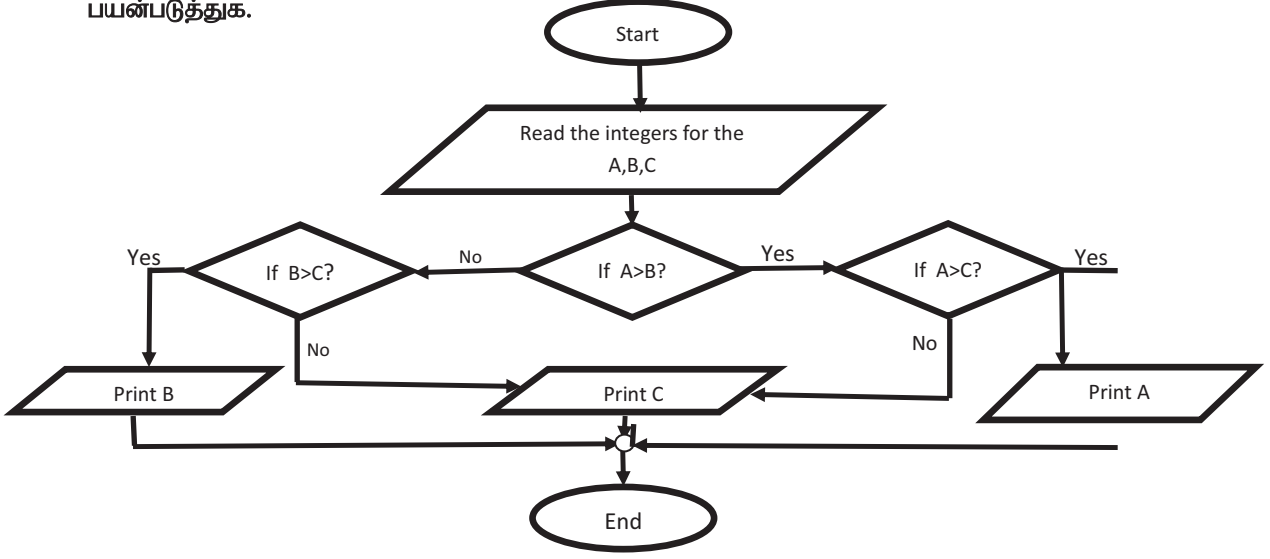 பயன்படுத்துக.
Start
Read the integers for the
A,B,C
Yes
If B>C?
No
If A>B?
Yes
If A>C?
Yes
No
No
Print B
Print C
Print A
End